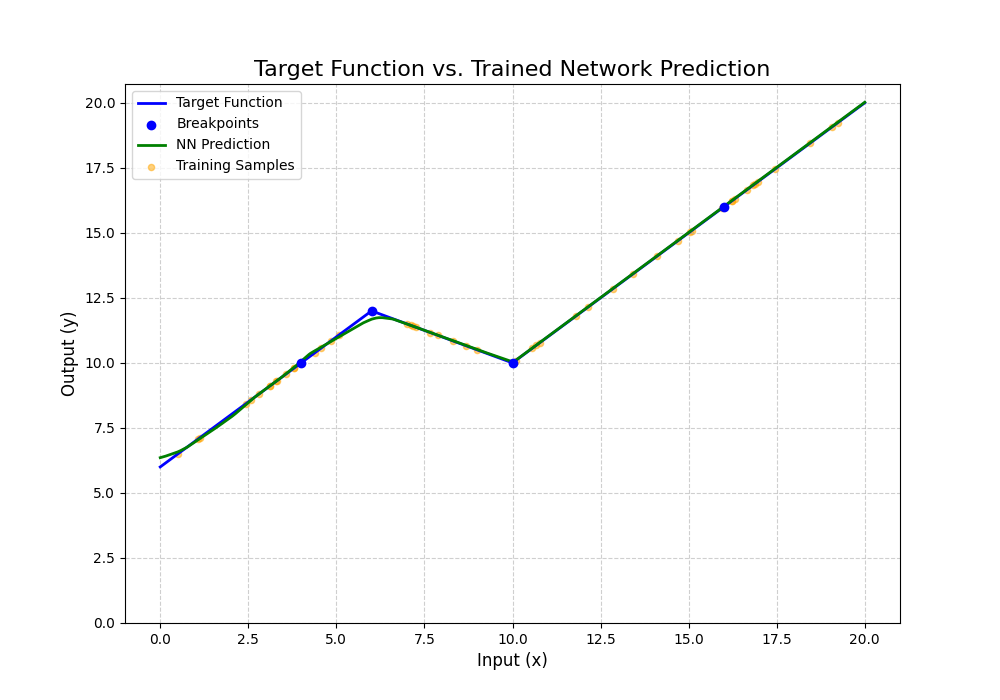 Target Function vs. Trained Network Prediction
Target Function
Breakpoints
NN Prediction
Training Samples
20.0
17.5
15.0
12.5
10.0
7.5
5.0
2.5
0.0
Output (y)
0.0 2.5 5.0 7.5 10.0 12.5 15.0 17.5 20.0
Input (x)